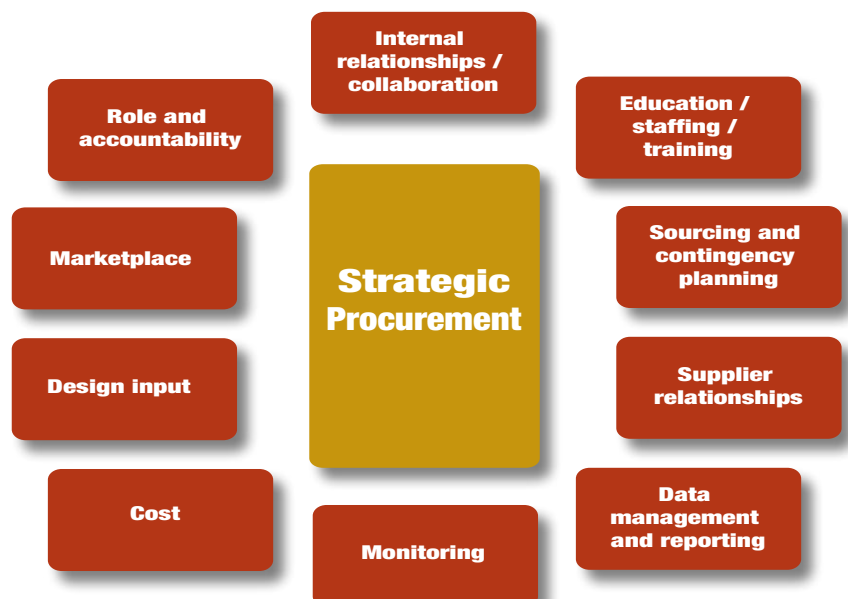 Internal
relationships /
collaboration
Role and
accountability
Education /
staffing /
training
Marketplace
Sourcing and
contingency
planning
Strategic
Procurement
Design input
Supplier
relationships
Cost
Data
management
and reporting
Monitoring